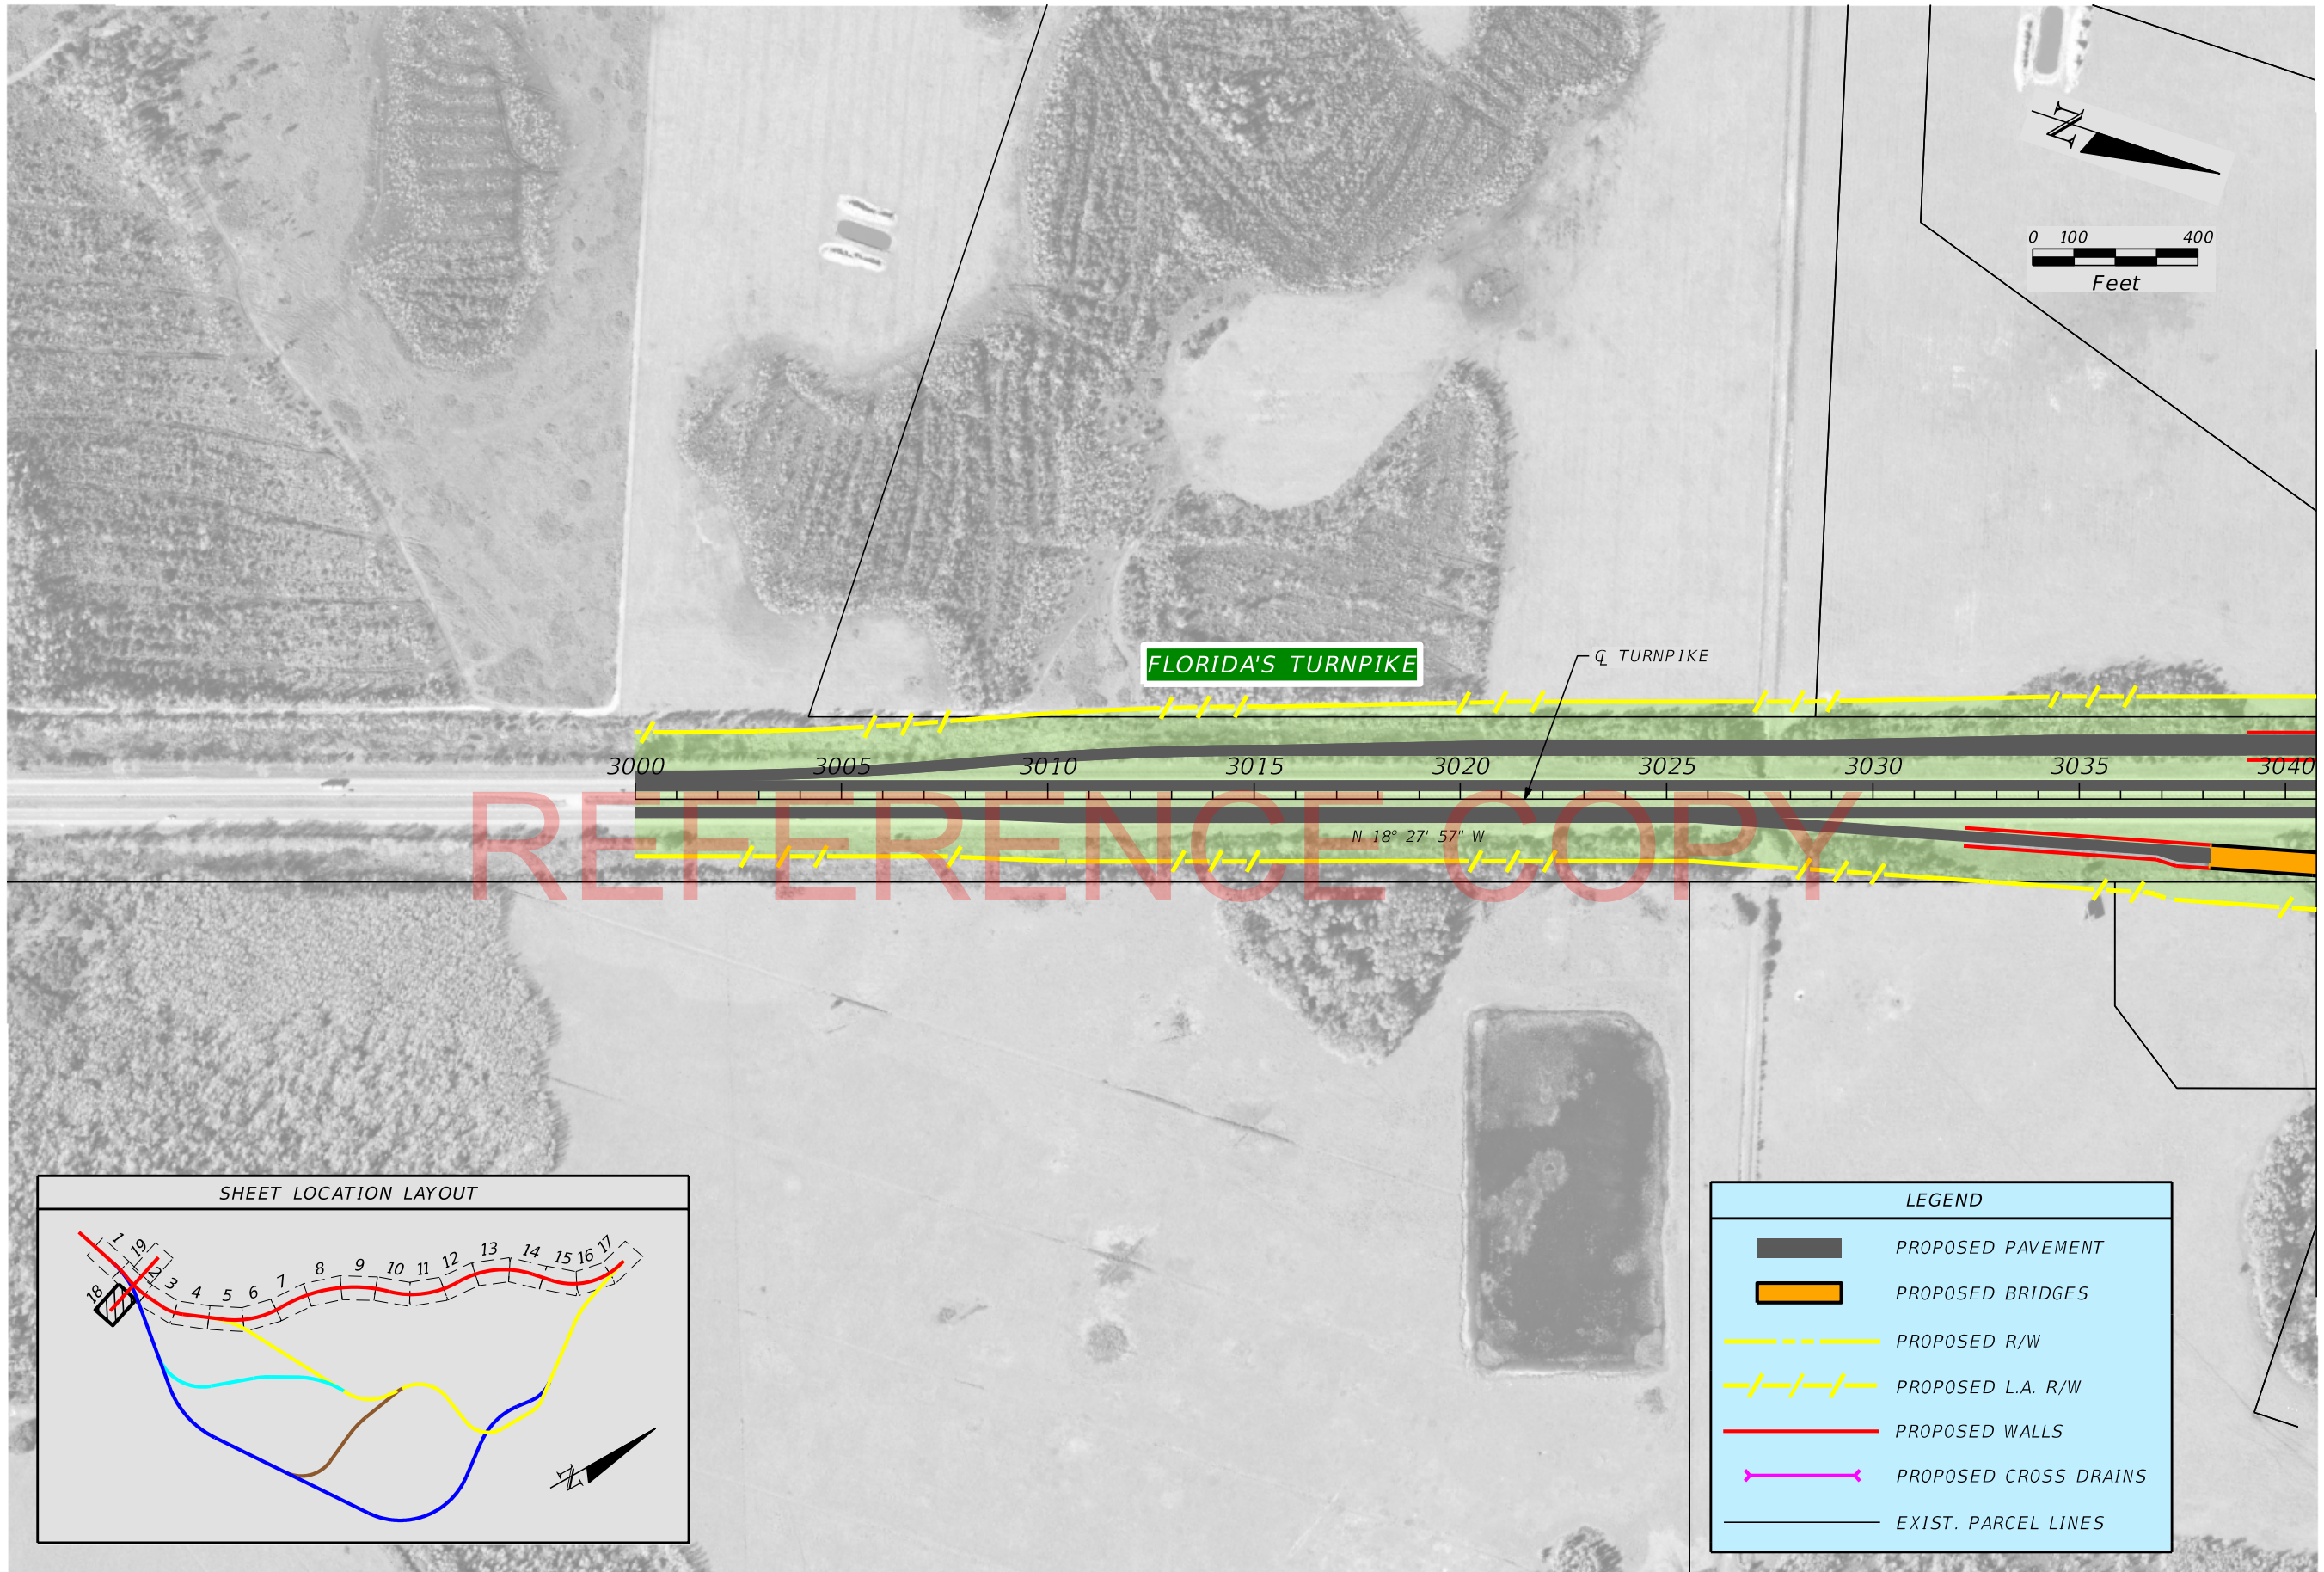 N
0 100 400
Feet
FLORIDA'S TURNPIKE
℄ TURNPIKE
3000 3005 3010 3015 3020 3025 3030 3035 3040
REFERENCE COPY
N 18° 27' 57" W
SHEET LOCATION LAYOUT
1 19 2 3 4 5 6 7 8 9 10 11 12 13 14 15 16 17
18
N
LEGEND
PROPOSED PAVEMENT
PROPOSED BRIDGES
PROPOSED R/W
PROPOSED L.A. R/W
PROPOSED WALLS
PROPOSED CROSS DRAINS
EXIST. PARCEL LINES